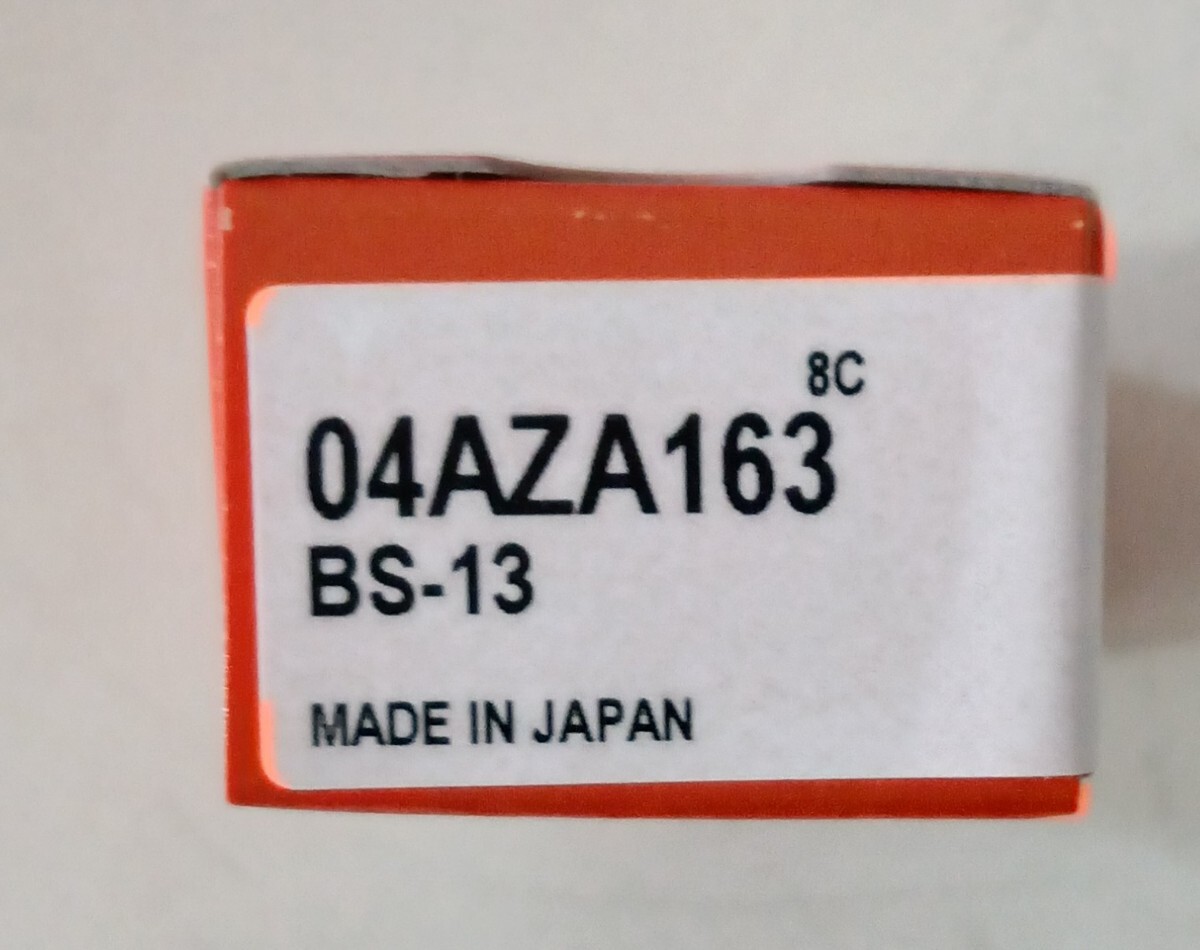 8C
04AZA163
BS-13
MADE IN JAPAN